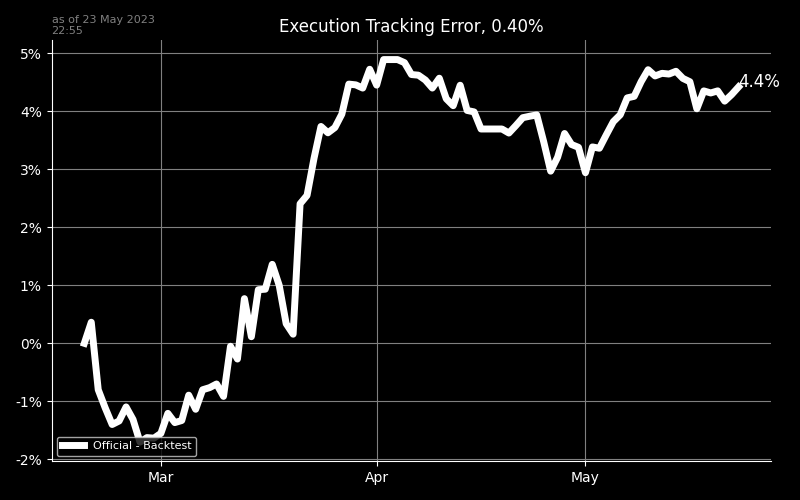 as of 23 May 2023
22:55
Execution Tracking Error, 0.40%
5%
4%
3%
2%
1%
0%
-1%
-2%
4.4%
Official - Backtest
Mar
Apr
May